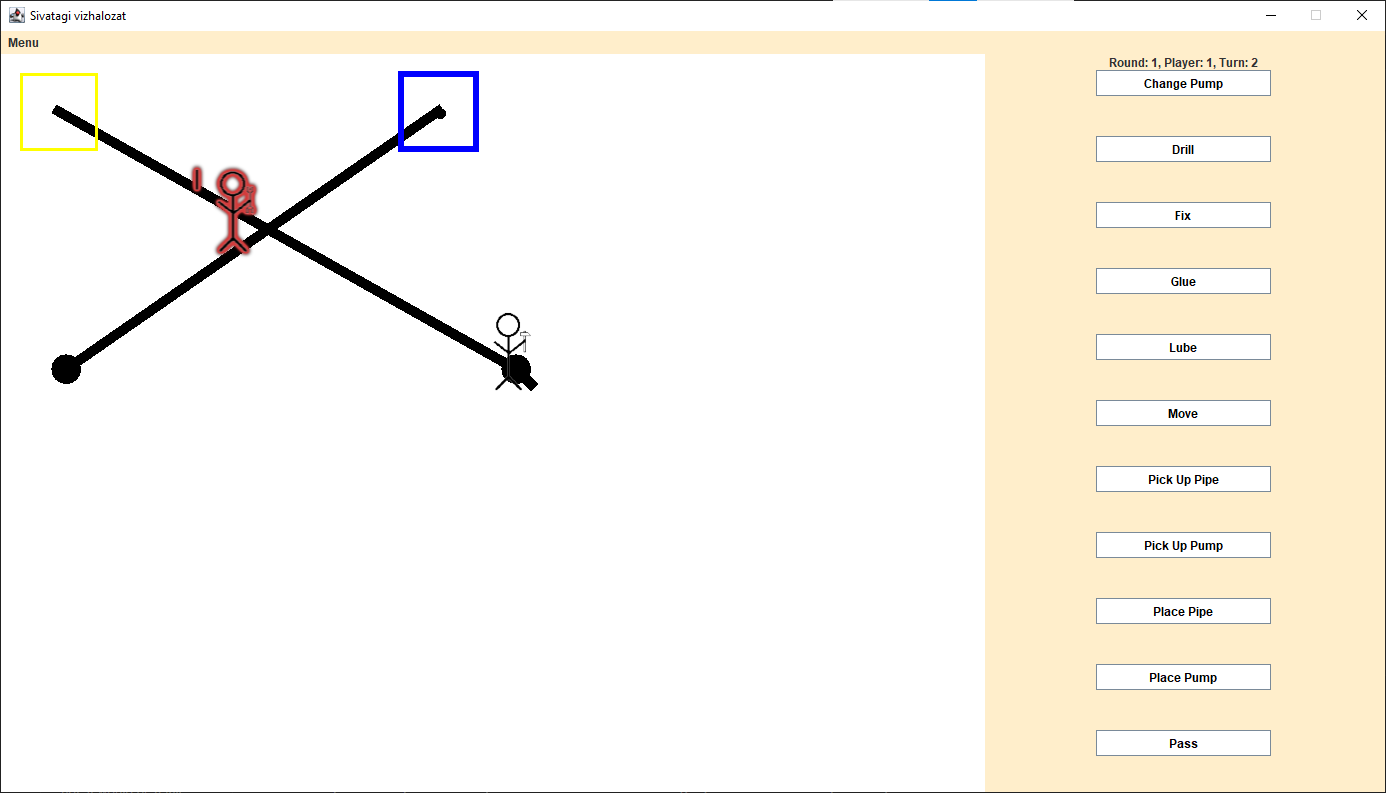 Sivatagi vizhalozat
Menu
Round: 1, Player: 1, Turn: 2
Change Pump
Drill
Fix
Glue
Lube
Move
Pick Up Pipe
Pick Up Pump
Place Pipe
Place Pump
Pass